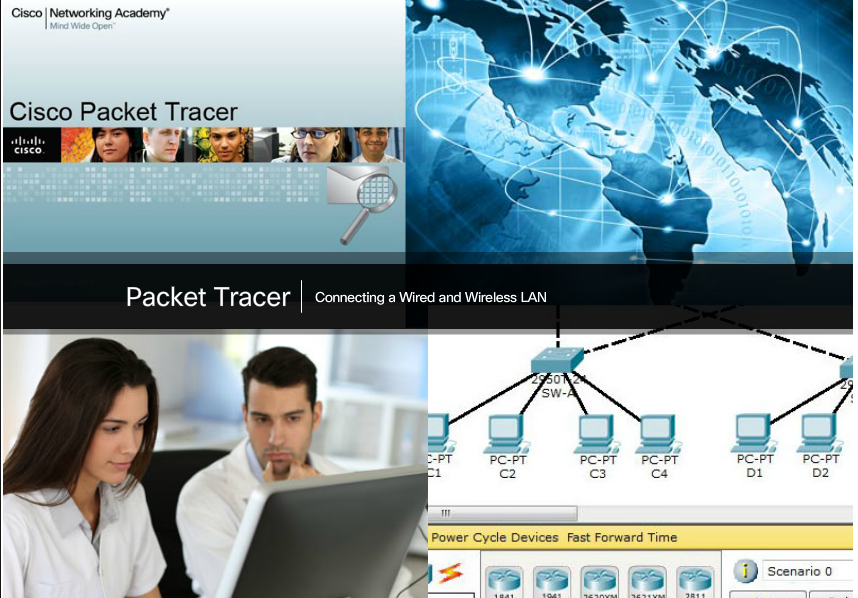 Cisco Networking Academy®
Mind Wide Open™
Cisco Packet Tracer
CISCO
Packet Tracer
Connecting a Wired and Wireless LAN
2950T-24
SW-A
PC-PT
C1
PC-PT
C2
PC-PT
C3
PC-PT
C4
PC-PT
D1
PC-PT
D2
Power Cycle Devices Fast Forward Time
Scenario 0
1841
1941
2620XM
2621XM
2811